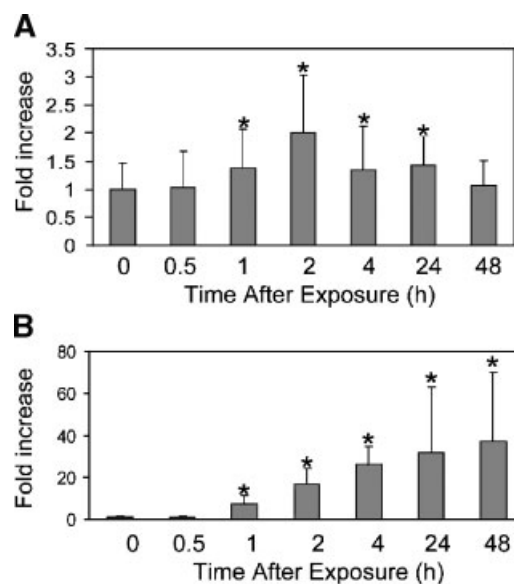 A
Fold increase
3.5
3
2.5
2
1.5
1
0.5
0
* * * *
0 0.5 1 2 4 24 48
Time After Exposure (h)
B
Fold increase
80
60
40
20
0
* * * * *
0 0.5 1 2 4 24 48
Time After Exposure (h)